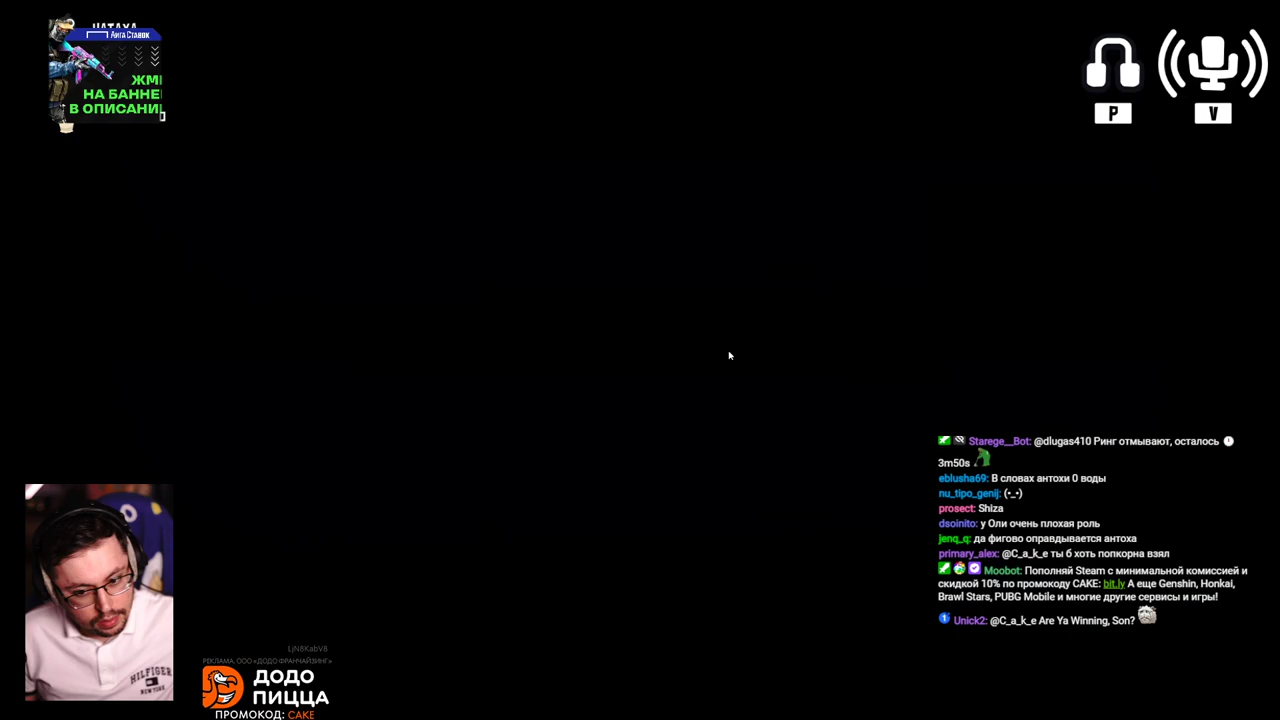 Лига Ставок
ЖМИ
НА БАННЕ
В ОПИСАНИ
P
V
Starege__Bot: @dlugas410 Ринг отмывают, осталось
3m50s
eblusha69: В словах антохи 0 воды
nu_tipo_genij: (•_•)
prosect: Shiza
dsoinito: у Оли очень плохая роль
jenq_q: да фигово оправдывается антоха
primary_alex: @C_a_k_e ты б хоть попкорна взял
Moobot: Пополняй Steam с минимальной комиссией и
скидкой 10% по промокоду CAKE: bit.ly А еще Genshin, Honkai,
Brawl Stars, PUBG Mobile и многие другие сервисы и игры!
1 Unick2: @C_a_k_e Are Ya Winning, Son?
HILFIGER
NEW YORK
LjN8KabV8
РЕКЛАМА. ООО «ДОДО ФРАНЧАЙЗИНГ»
ДОДО
ПИЦЦА
ПРОМОКОД: CAKE